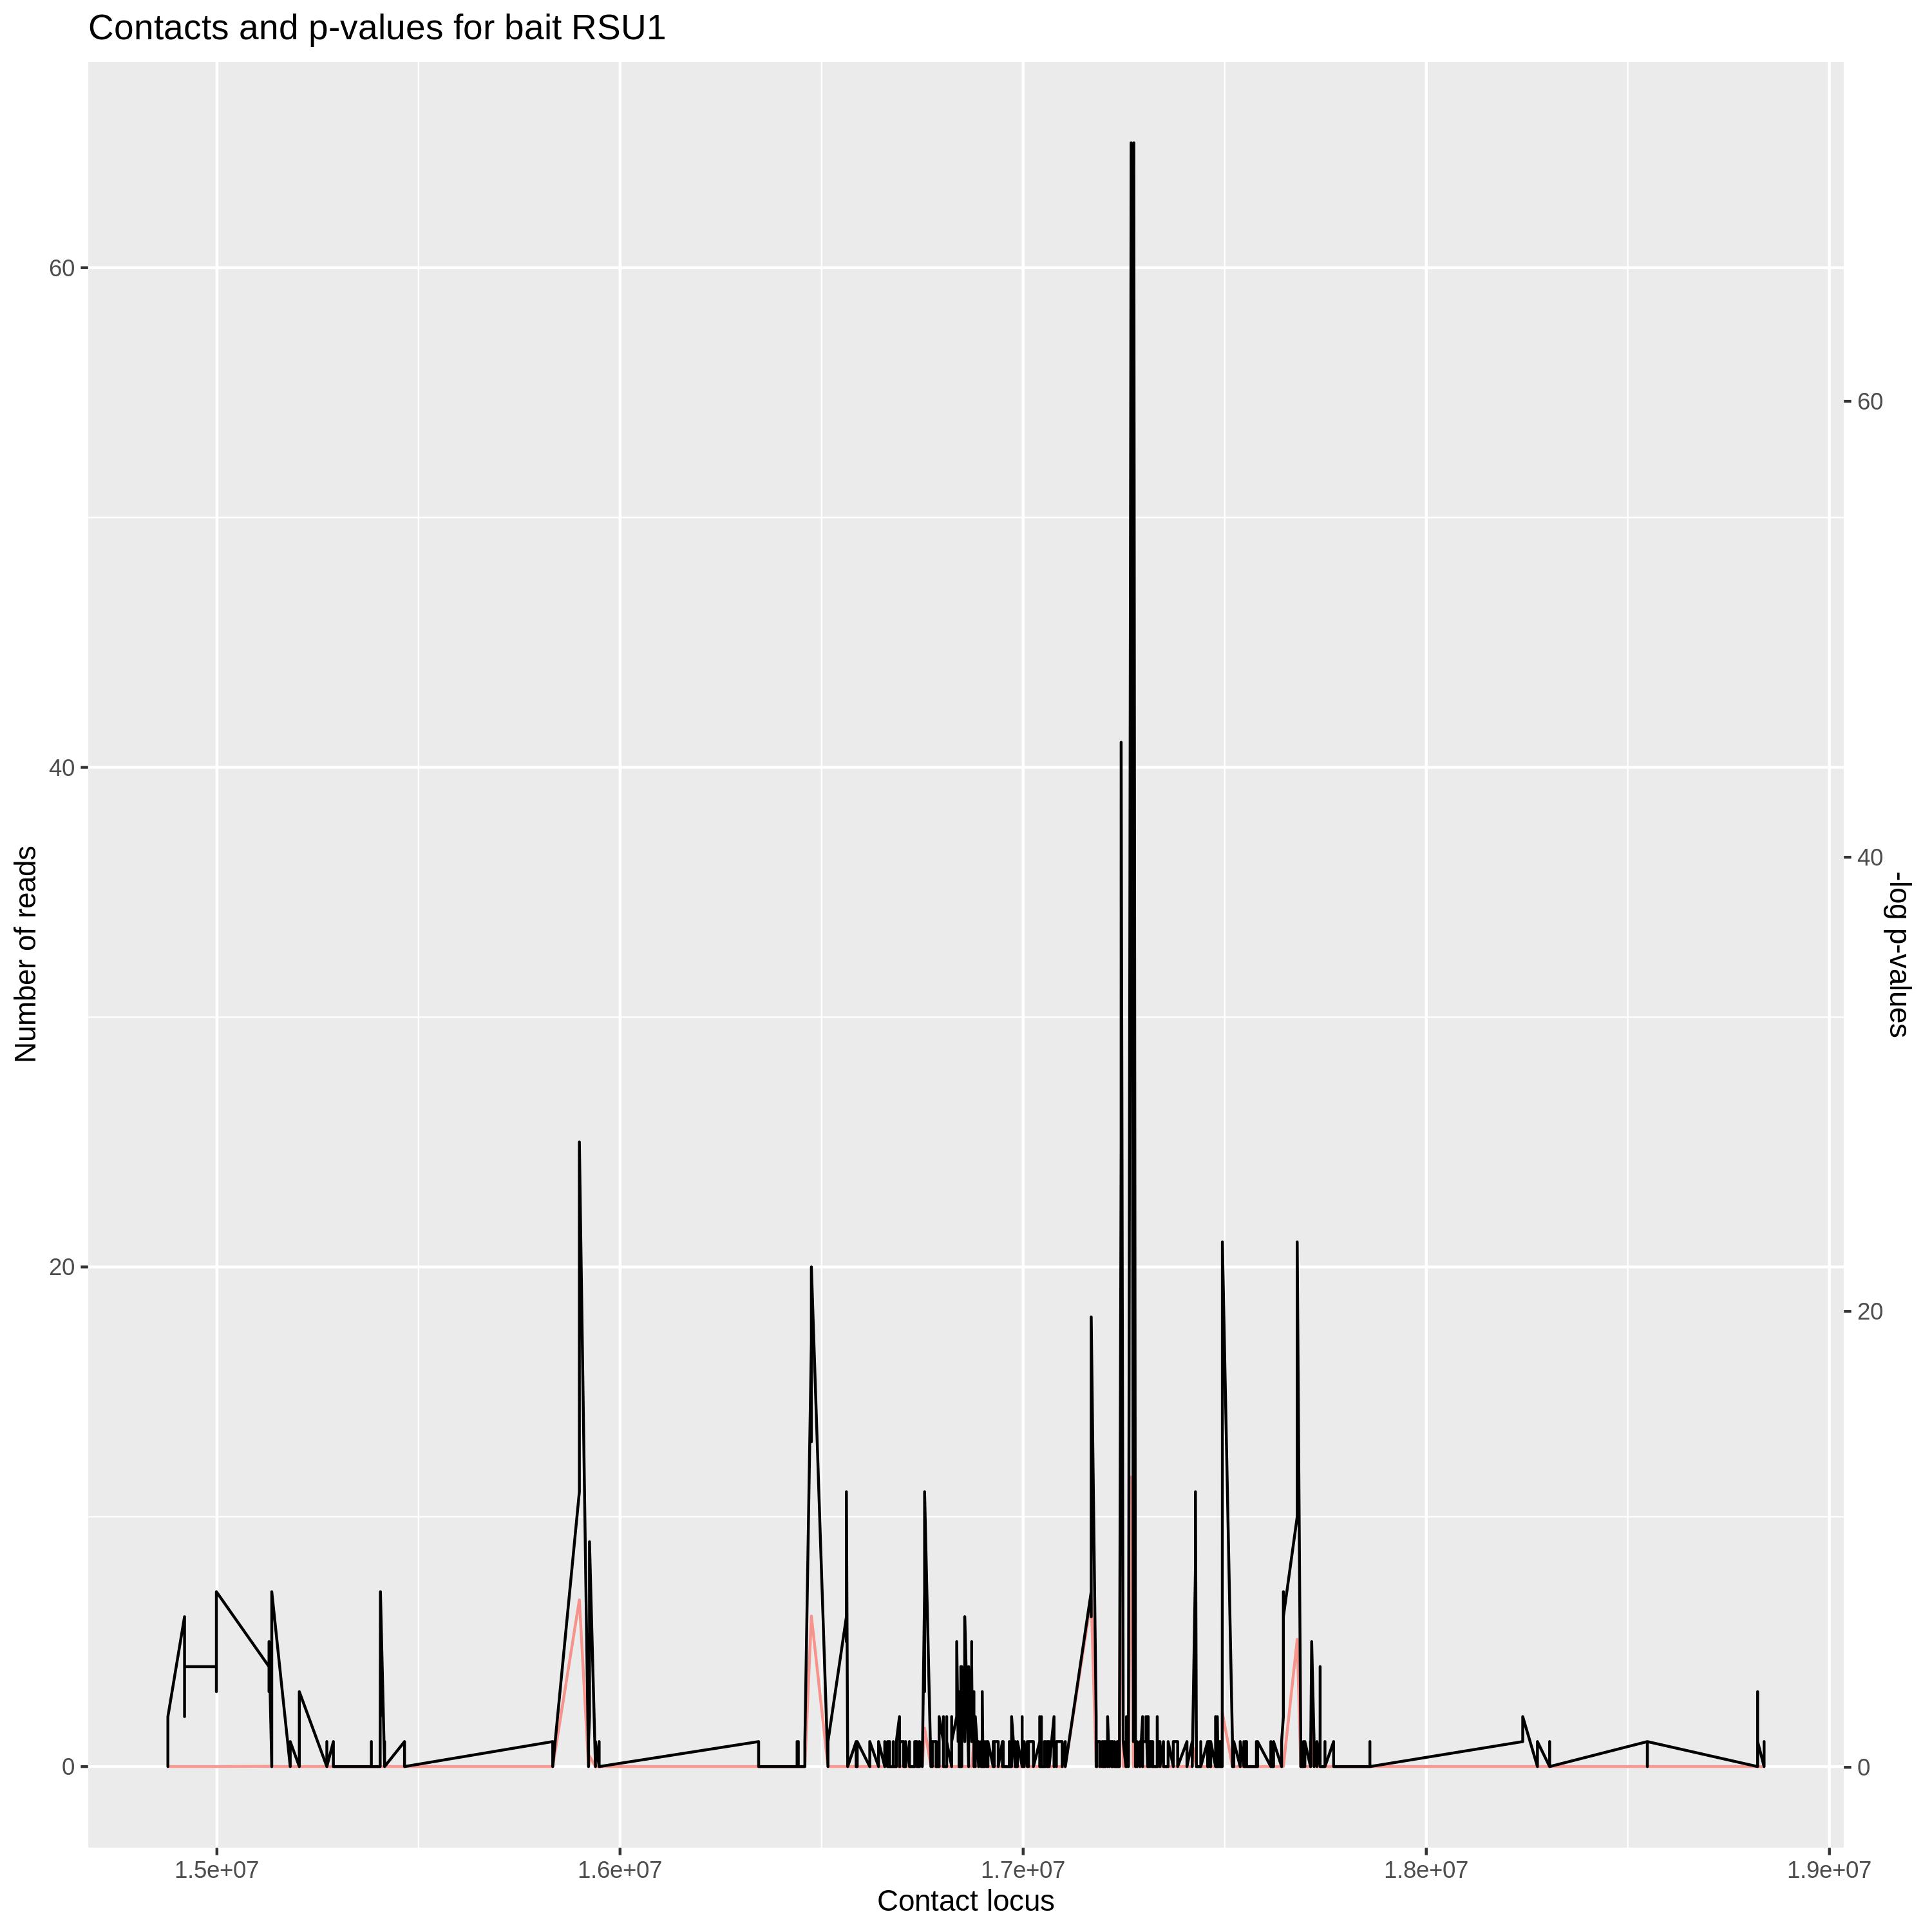 Contacts and p-values for bait RSU1
Number of reads
60
40
20
0
60
40
20
0
-log p-values
1.5e+07 1.6e+07 1.7e+07 1.8e+07 1.9e+07
Contact locus